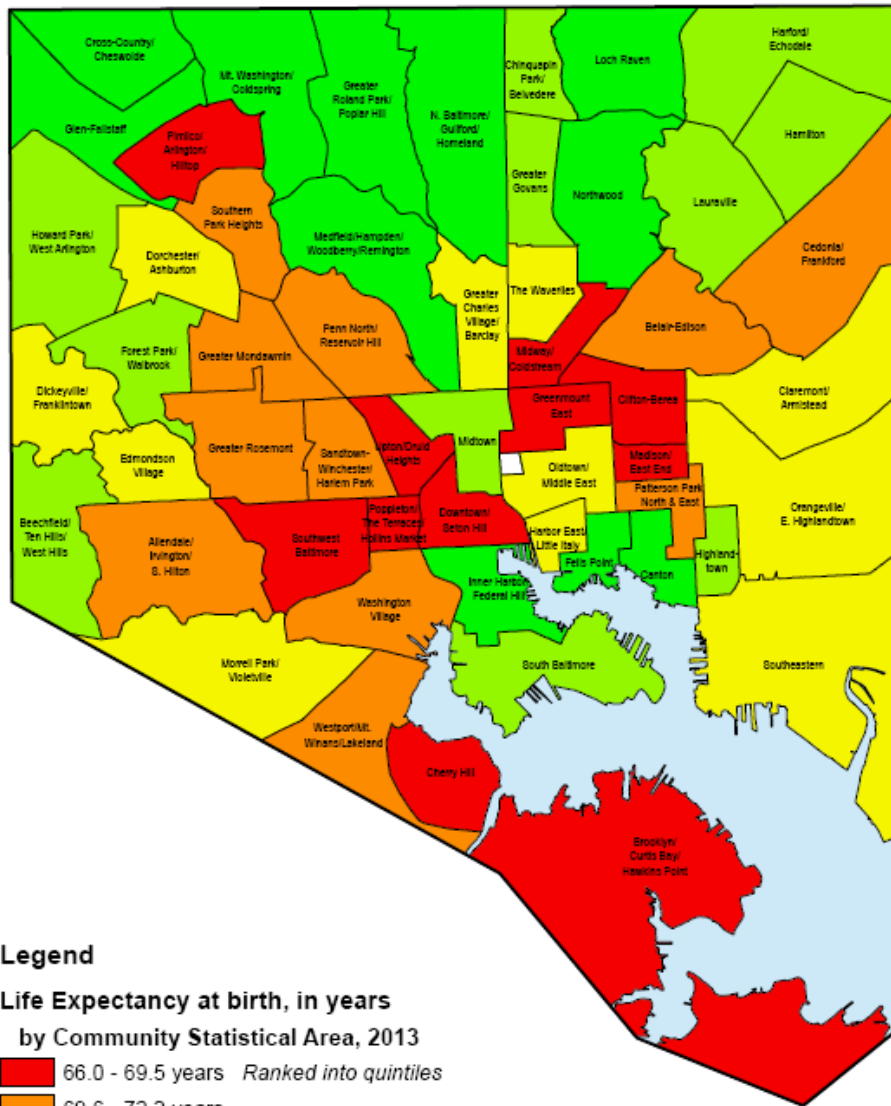 Cross-Country/
Cheswolde
Mt. Washington/
Coldspring
Greater
Roland Park/
Poplar Hill
N. Baltimore/
Guilford/
Homeland
Chinquapin
Park/
Belvedere
Loch Raven
Harford/
Echodale
Glen-Fallstaff
Pimlico/
Arlington/
Hilltop
Hamilton
Greater
Govans
Northwood
Lauraville
Southern
Park Heights
Howard Park/
West Arlington
Dorchester/
Ashburton
Medfield/Hampden/
Woodberry/Remington
Cedonia/
Frankford
The Waverlies
Greater
Charles
Village/
Barclay
Belair-Edison
Penn North/
Reservoir Hill
Forest Park/
Walbrook
Greater Mondawmin
Midway/
Coldstream
Dickeyville/
Franklintown
Claremont/
Armistead
Greenmount
East
Clifton-Berea
Edmondson
Village
Greater Rosemont
Sandtown-
Winchester/
Harlem Park
Upton/Druid
Heights
Midtown
Oldtown/
Middle East
Madison/
East End
Patterson Park
North & East
Orangeville/
E. Highlandtown
Beechfield/
Ten Hills/
West Hills
Allendale/
Irvington/
S. Hilton
Southwest
Baltimore
Poppleton/
The Terraces/
Hollins Market
Downtown/
Seton Hill
Harbor East/
Little Italy
Fells Point
Canton
Highland-
town
Inner Harbor/
Federal Hill
Washington
Village
Morrell Park/
Violetville
South Baltimore
Southeastern
Westport/Mt.
Winans/Lakeland
Cherry Hill
Brooklyn/
Curtis Bay/
Hawkins Point
Legend
Life Expectancy at birth, in years
by Community Statistical Area, 2013
66.0 - 69.5 years Ranked into quintiles